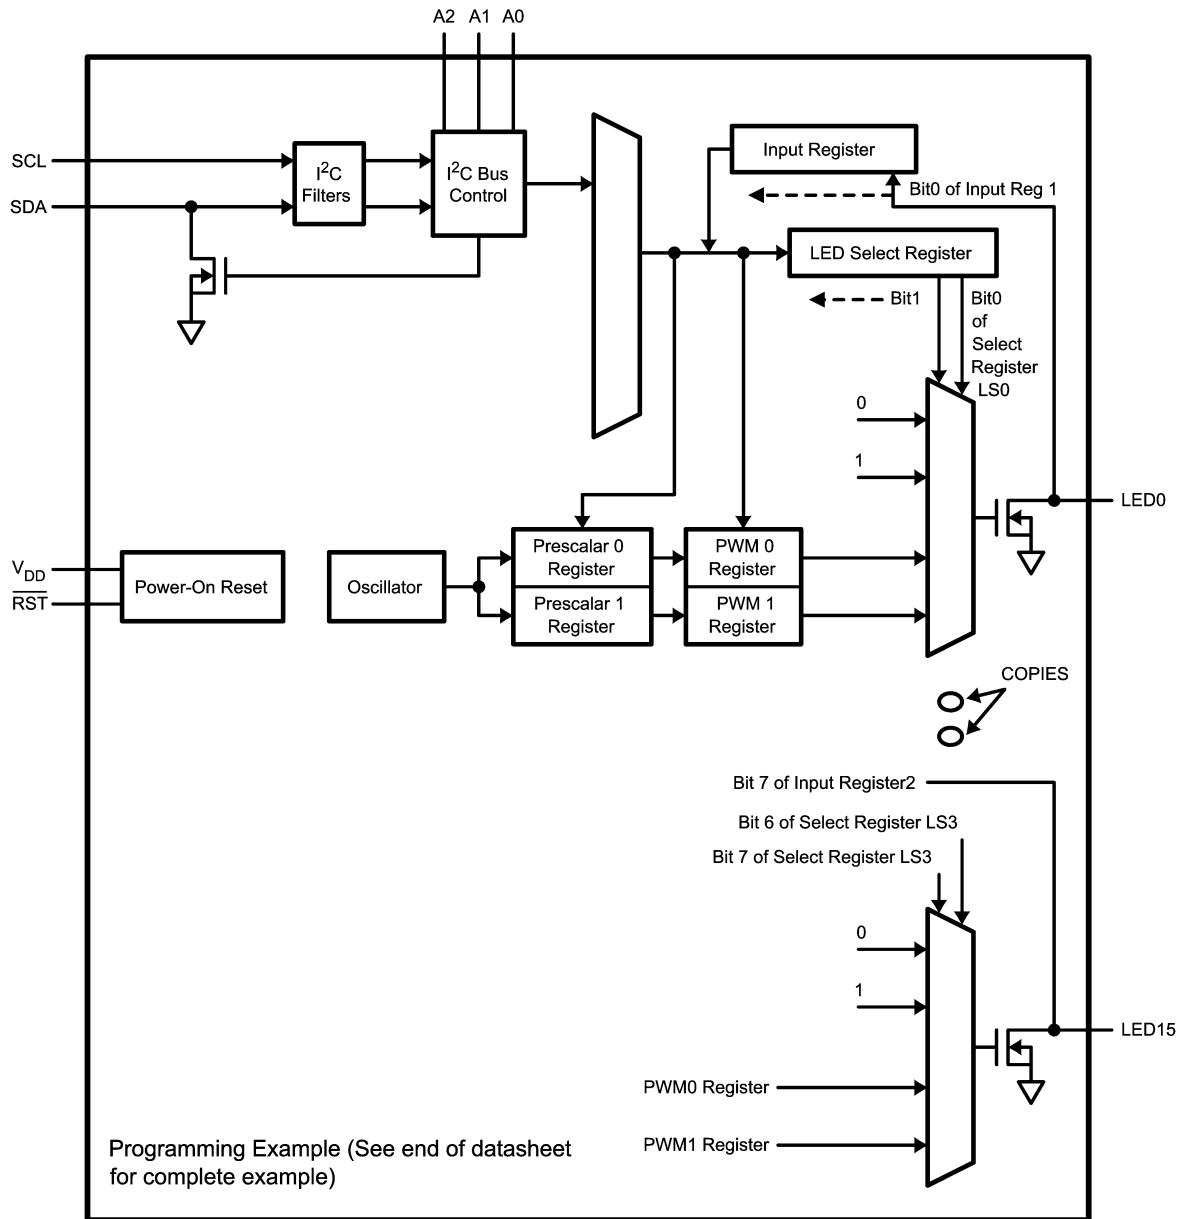 A2 A1 A0
SCL
SDA
I²C
Filters
I²C Bus
Control
Input Register
Bit0 of Input Reg 1
LED Select Register
Bit1
Bit0
of
Select
Register
LS0
0
1
LED0
VDD
RST
Power-On Reset
Oscillator
Prescalar 0
Register
Prescalar 1
Register
PWM 0
Register
PWM 1
Register
COPIES
Bit 7 of Input Register2
Bit 6 of Select Register LS3
Bit 7 of Select Register LS3
0
1
LED15
PWM0 Register
PWM1 Register
Programming Example (See end of datasheet
for complete example)